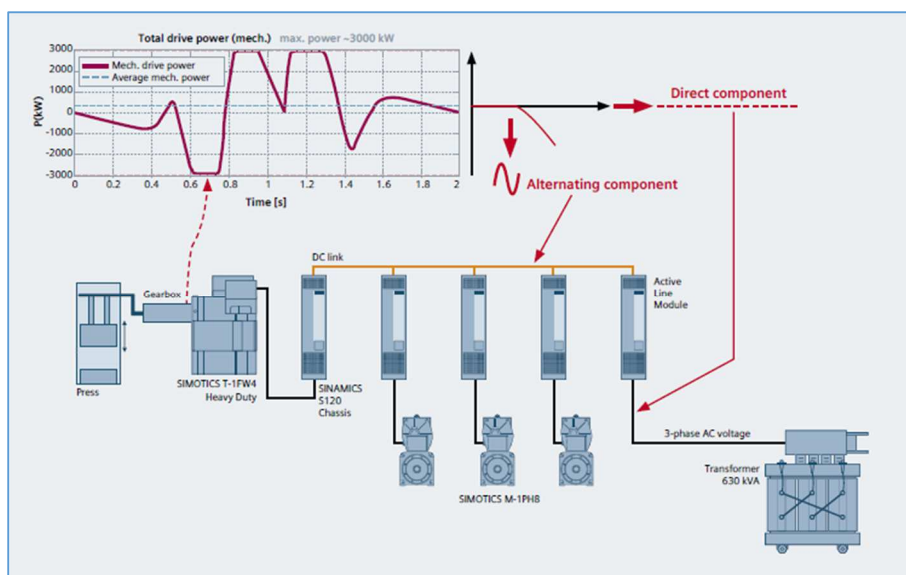 Total drive power (mech.) max. power ~3000 kW
3000
2000
1000
0
-1000
-2000
-3000
P(kW)
Mech. drive power
Average mech. power
0 0.2 0.4 0.6 0.8 1 1.2 1.4 1.6 1.8 2
Time [s]
Direct component
Alternating component
DC link
Active
Line
Module
Gearbox
Press
SIMOTICS T-1FW4
Heavy Duty
SINAMICS
S120
Chassis
SIMOTICS M-1PH8
3-phase AC voltage
Transformer
630 kVA